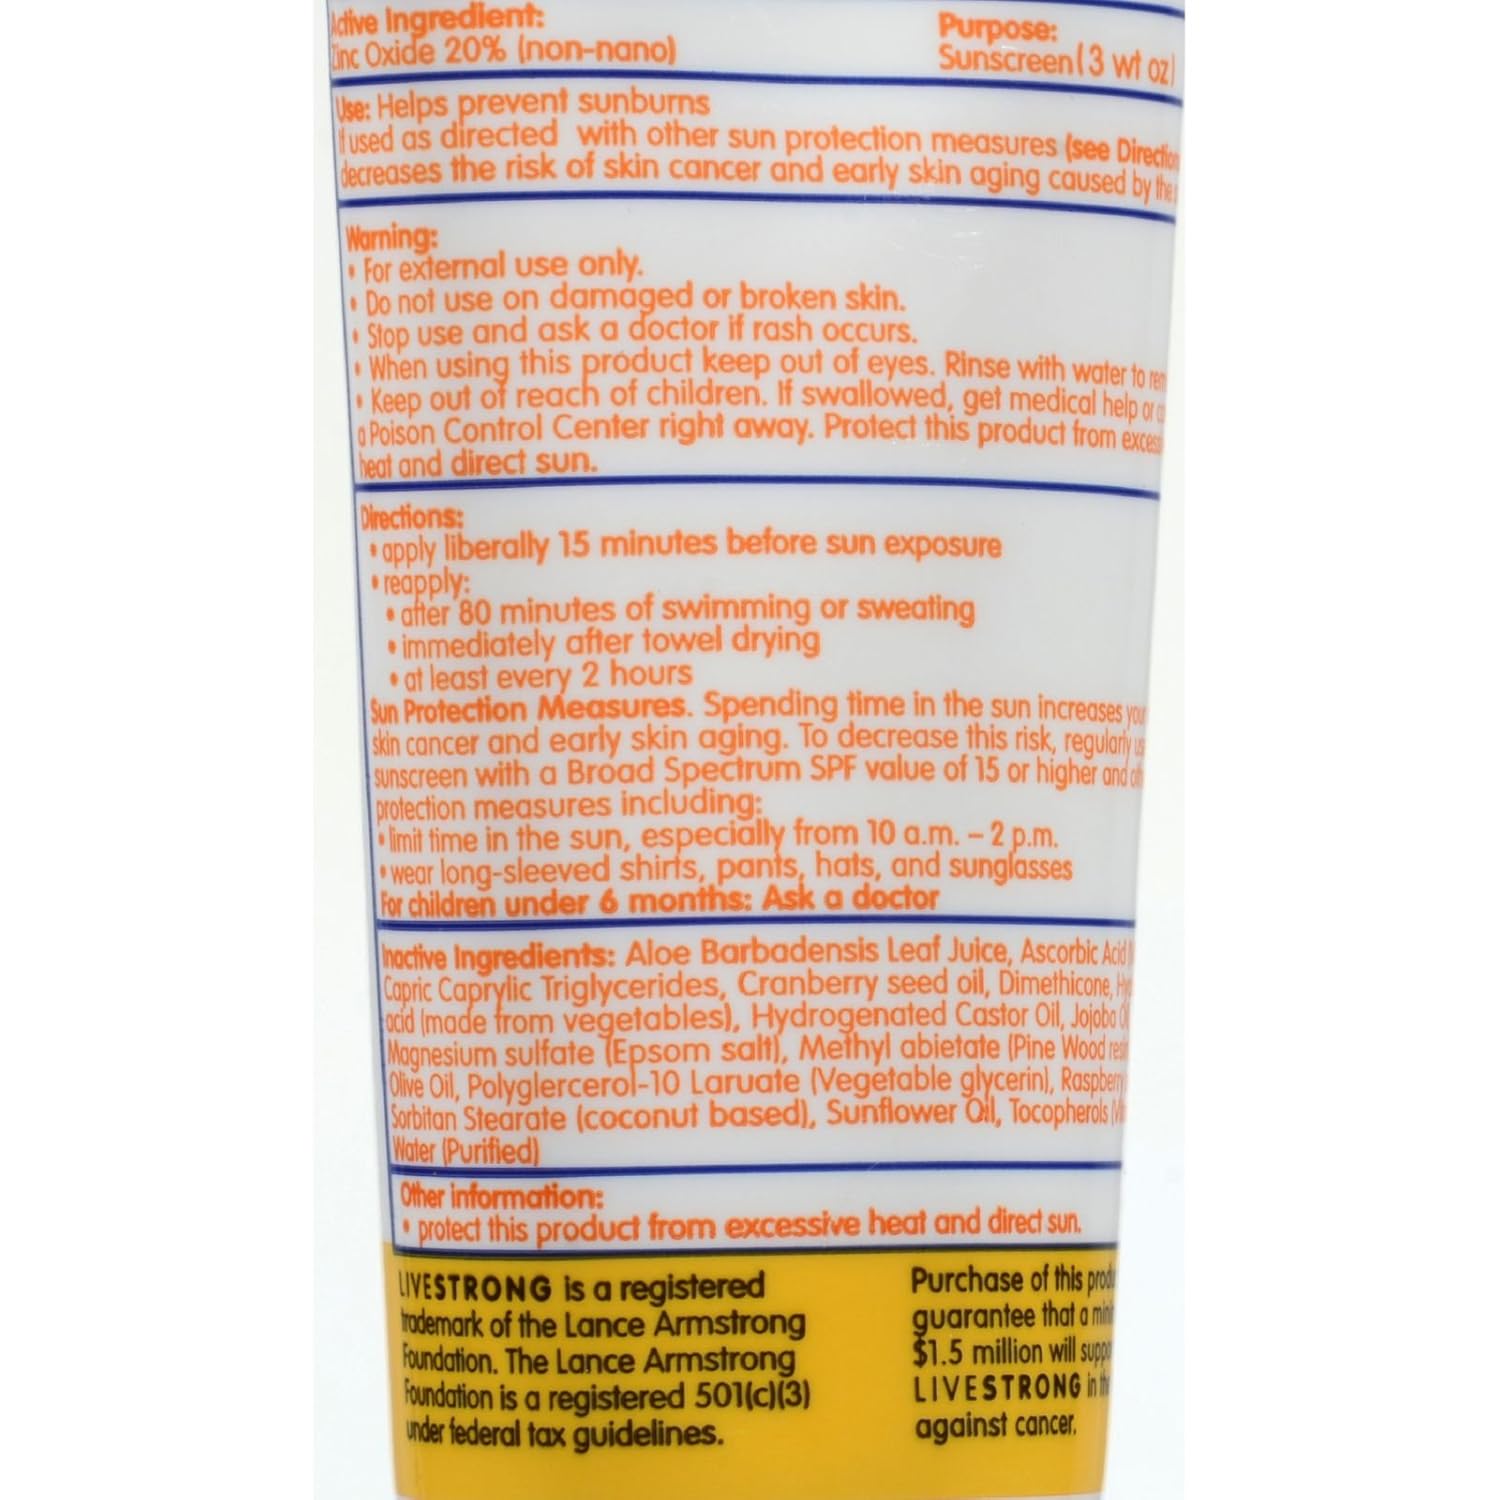 Active Ingredient:
Zinc Oxide 20% (non-nano)
Purpose:
Sunscreen (3 wt oz)
Use: Helps prevent sunburns
If used as directed with other sun protection measures (see Direction
decreases the risk of skin cancer and early skin aging caused by the
Warning:
• For external use only.
• Do not use on damaged or broken skin.
• Stop use and ask a doctor if rash occurs.
• When using this product keep out of eyes. Rinse with water to rem
• Keep out of reach of children. If swallowed, get medical help or
a Poison Control Center right away. Protect this product from excess
heat and direct sun.
Directions:
• apply liberally 15 minutes before sun exposure
• reapply:
• after 80 minutes of swimming or sweating
• immediately after towel drying
• at least every 2 hours
Sun Protection Measures. Spending time in the sun increases your
skin cancer and early skin aging. To decrease this risk, regularly us
sunscreen with a Broad Spectrum SPF value of 15 or higher and oth
protection measures including:
• limit time in the sun, especially from 10 a.m. – 2 p.m.
• wear long-sleeved shirts, pants, hats, and sunglasses
For children under 6 months: Ask a doctor
Inactive Ingredients: Aloe Barbadensis Leaf Juice, Ascorbic Acid
Capric Caprylic Triglycerides, Cranberry seed oil, Dimethicone, Hy
acid (made from vegetables), Hydrogenated Castor Oil, Jojoba O
Magnesium sulfate (Epsom salt), Methyl abietate (Pine Wood resi
Olive Oil, Polyglercerol-10 Laruate (Vegetable glycerin), Raspberry
Sorbitan Stearate (coconut based), Sunflower Oil, Tocopherols (Vi
Water (Purified)
Other information:
• protect this product from excessive heat and direct sun.
LIVESTRONG is a registered
trademark of the Lance Armstrong
Foundation. The Lance Armstrong
Foundation is a registered 501(c)(3)
under federal tax guidelines.
Purchase of this produ
guarantee that a mini
$1.5 million will suppo
LIVESTRONG in th
against cancer.